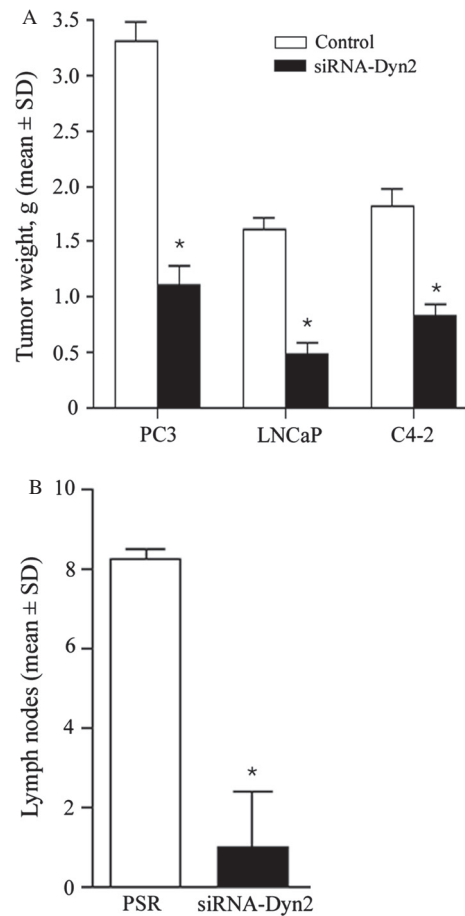 A
3.5
3.0
2.5
2.0
1.5
1.0
0.5
0
Tumor weight, g (mean ± SD)
Control
siRNA-Dyn2
*
*
*
PC3 LNCaP C4-2
B
10
8
6
4
2
0
Lymph nodes (mean ± SD)
*
PSR siRNA-Dyn2